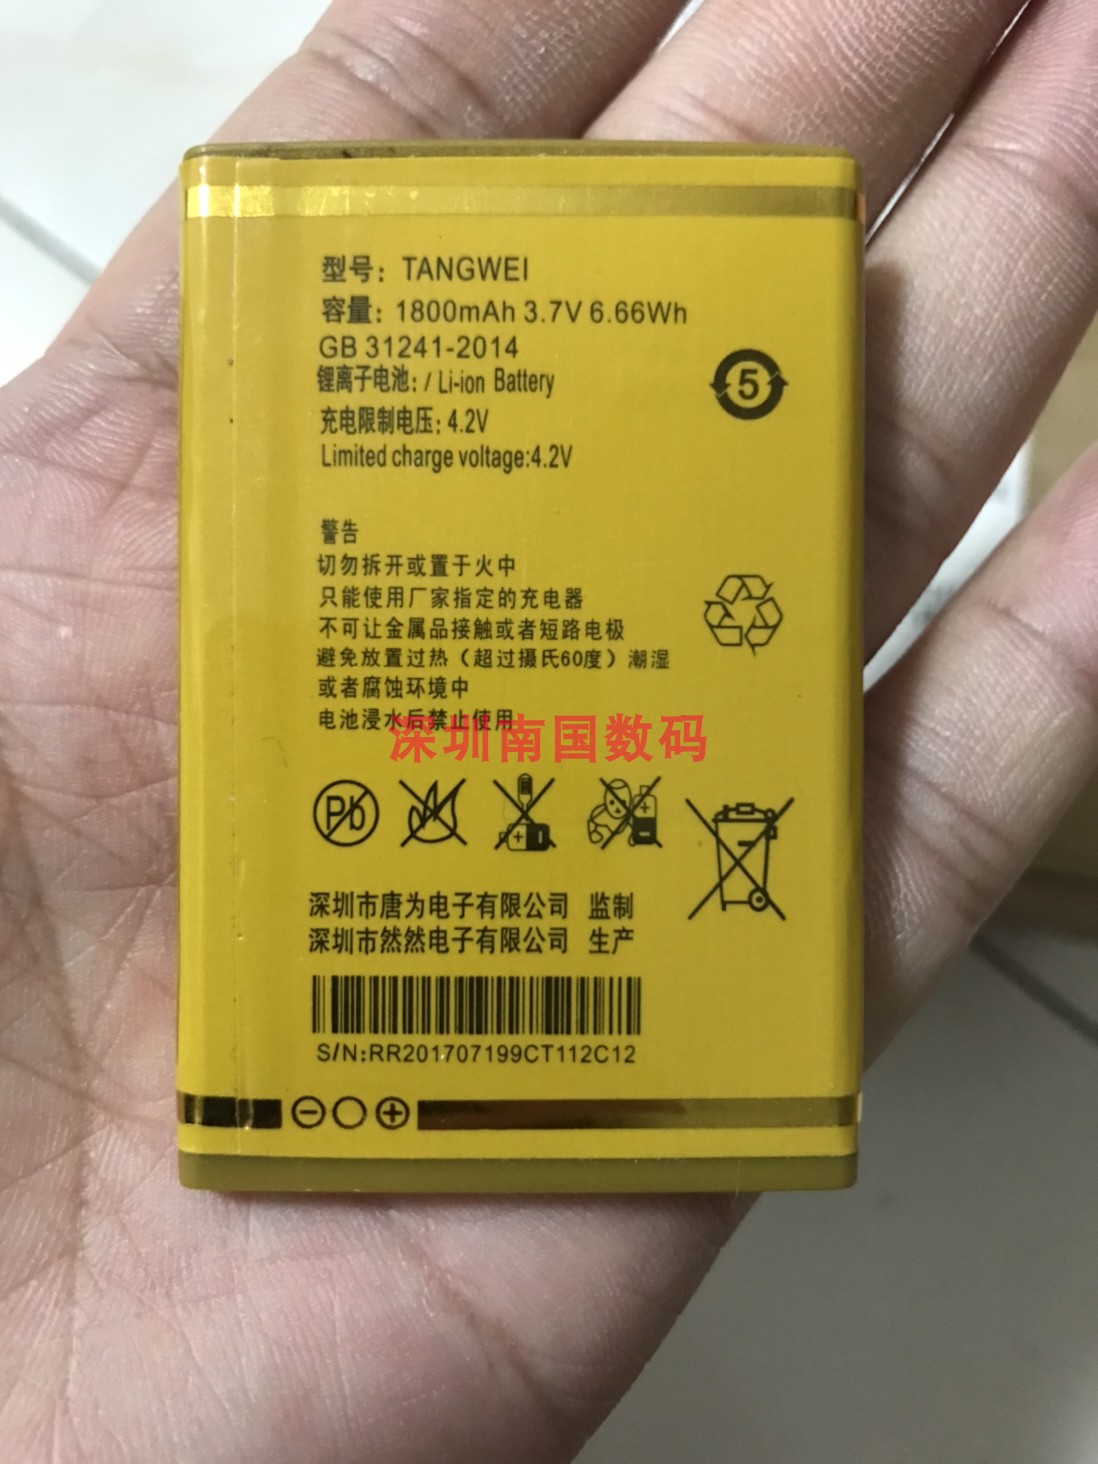 型号：TANGWEI
容量：1800mAh 3.7V 6.66Wh
GB 31241-2014
锂离子电池: / Li-ion Battery
5
充电限制电压: 4.2V
Limited charge voltage:4.2V
警告
切勿拆开或置于火中
只能使用厂家指定的充电器
不可让金属品接触或者短路电极
避免放置过热（超过摄氏60度）潮湿
或者腐蚀环境中
电池浸水后禁止使用
深圳南国数码
Pb
深圳市唐为电子有限公司 监制
深圳市然然电子有限公司 生产
S/N:RR201707199CT112C12